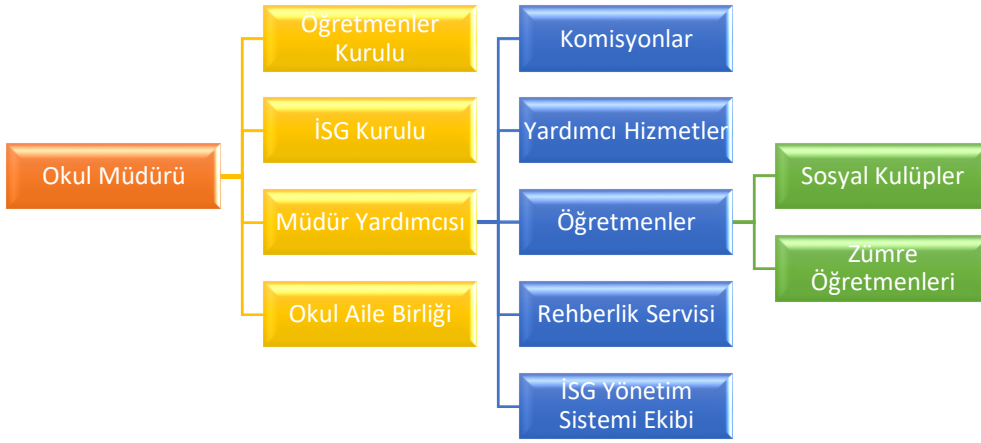 Okul Müdürü
Öğretmenler
Kurulu
İSG Kurulu
Müdür Yardımcısı
Okul Aile Birliği
Komisyonlar
Yardımcı Hizmetler
Öğretmenler
Rehberlik Servisi
İSG Yönetim
Sistemi Ekibi
Sosyal Kulüpler
Zümre
Öğretmenleri